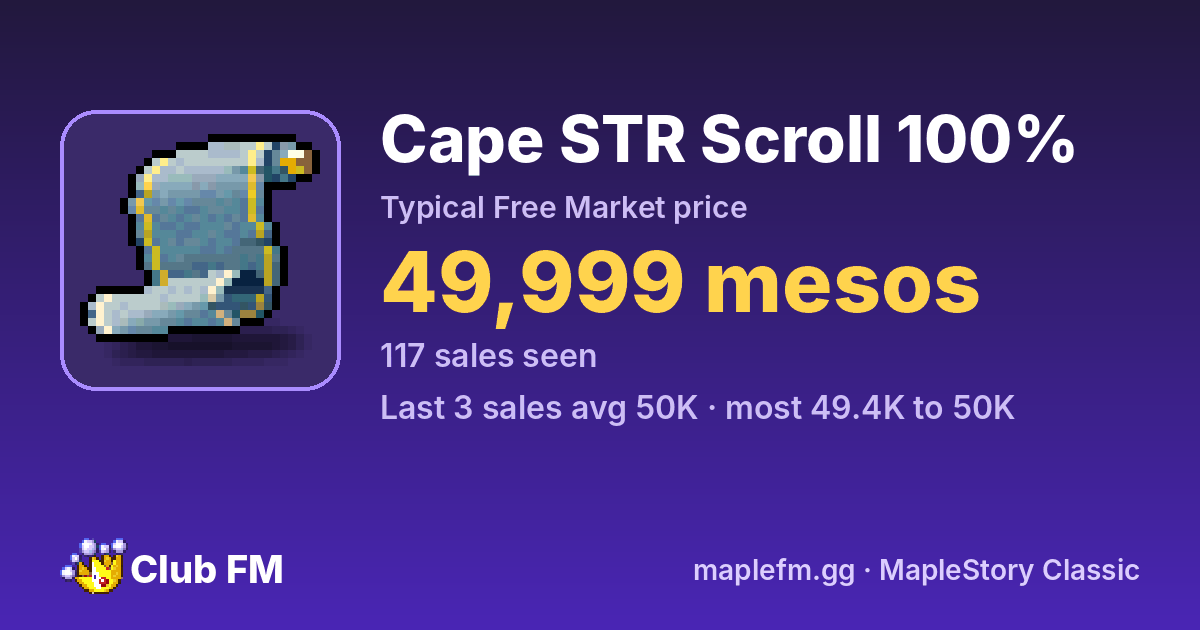 Cape STR Scroll 100%
Typical Free Market price
49,999 mesos
117 sales seen
Last 3 sales avg 50K · most 49.4K to 50K
Club FM
maplefm.gg · MapleStory Classic